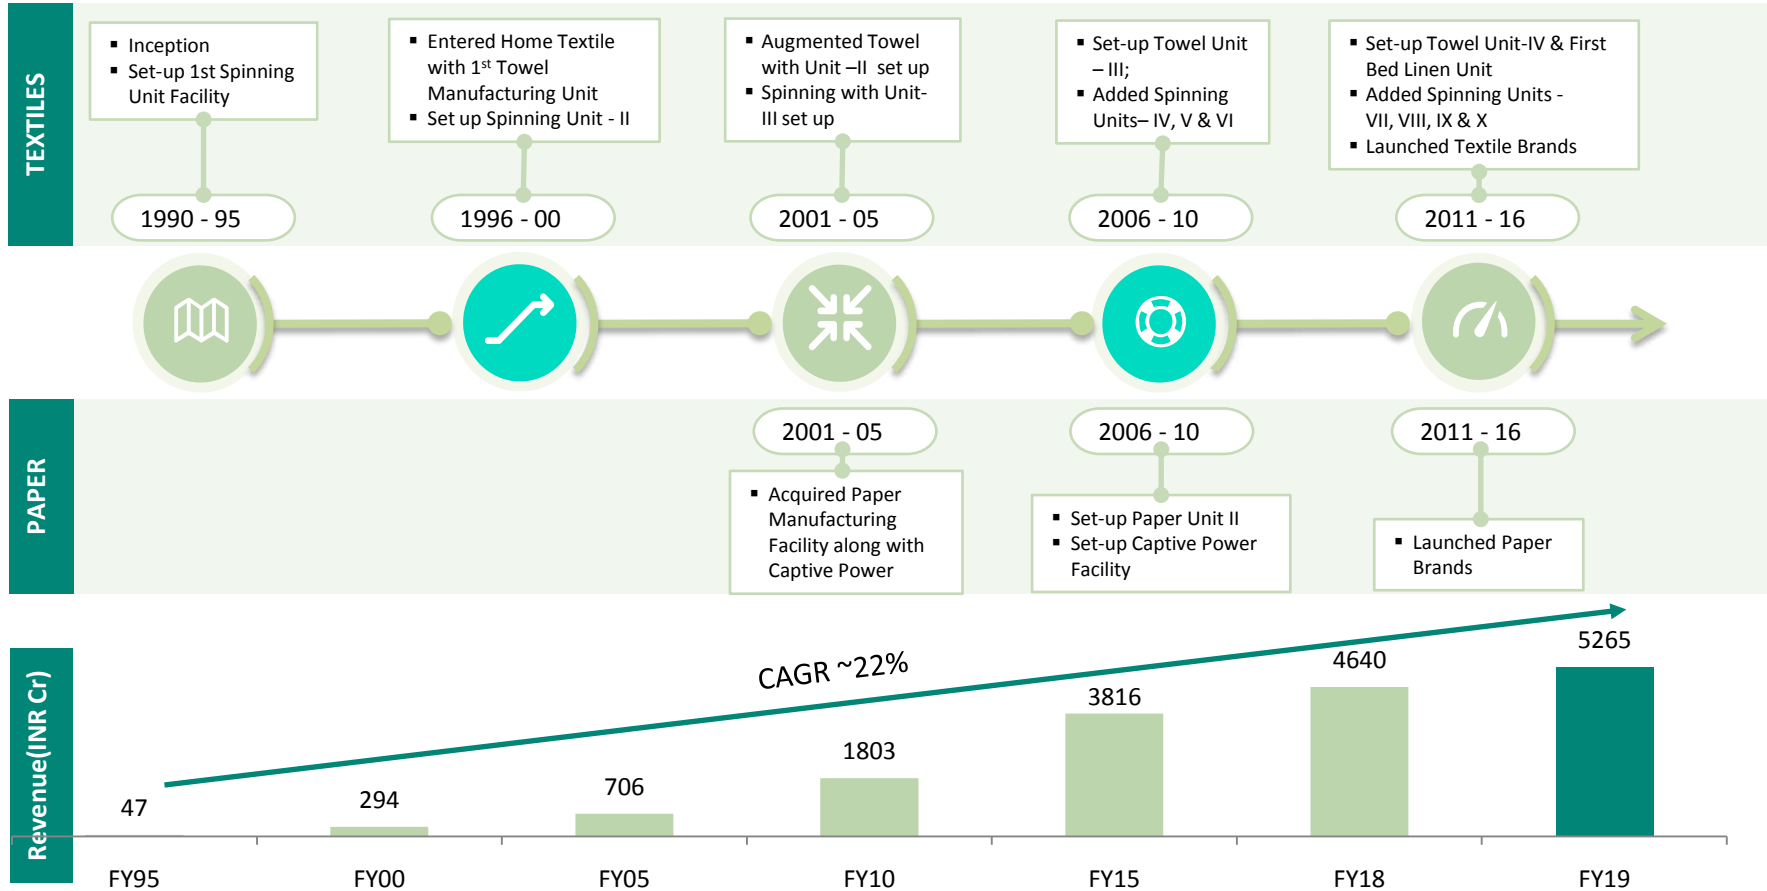 TEXTILES
▪ Inception
▪ Set-up 1st Spinning
Unit Facility
1990 - 95
▪ Entered Home Textile
with 1st Towel
Manufacturing Unit
▪ Set up Spinning Unit - II
1996 - 00
▪ Augmented Towel
with Unit –II set up
▪ Spinning with Unit-
III set up
2001 - 05
▪ Set-up Towel Unit
– III;
▪ Added Spinning
Units– IV, V & VI
2006 - 10
▪ Set-up Towel Unit-IV & First
Bed Linen Unit
▪ Added Spinning Units -
VII, VIII, IX & X
▪ Launched Textile Brands
2011 - 16
PAPER
2001 - 05
▪ Acquired Paper
Manufacturing
Facility along with
Captive Power
2006 - 10
▪ Set-up Paper Unit II
▪ Set-up Captive Power
Facility
2011 - 16
▪ Launched Paper
Brands
Revenue(INR Cr)
CAGR ~22%
47
294
706
1803
3816
4640
5265
FY95
FY00
FY05
FY10
FY15
FY18
FY19